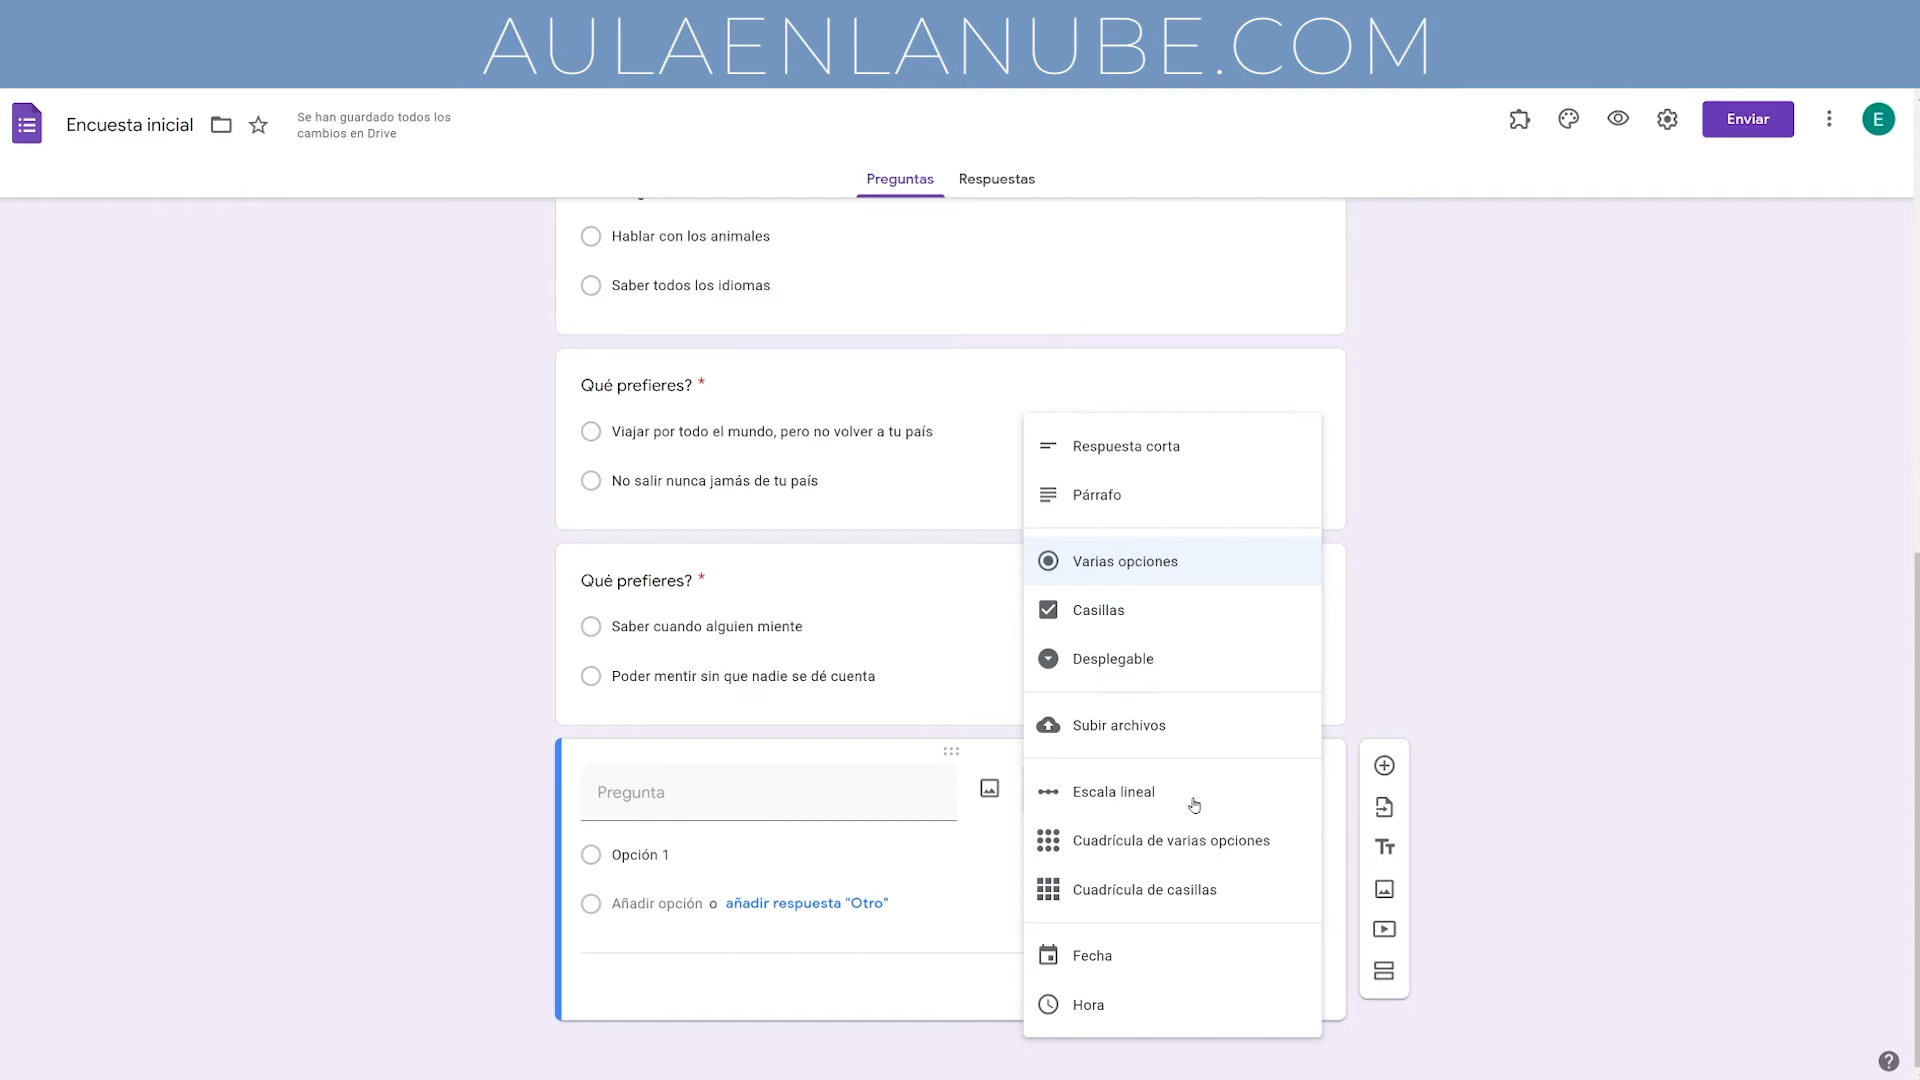 AULAENLANUBE.COM
Encuesta inicial
Se han guardado todos los
cambios en Drive
Enviar
E
Preguntas
Respuestas
Hablar con los animales
Saber todos los idiomas
Qué prefieres? *
Viajar por todo el mundo, pero no volver a tu país
No salir nunca jamás de tu país
Qué prefieres? *
Saber cuando alguien miente
Poder mentir sin que nadie se dé cuenta
Pregunta
Opción 1
Añadir opción o añadir respuesta "Otro"
Respuesta corta
Párrafo
Varias opciones
Casillas
Desplegable
Subir archivos
Escala lineal
Cuadrícula de varias opciones
Cuadrícula de casillas
Fecha
Hora
Tт
?